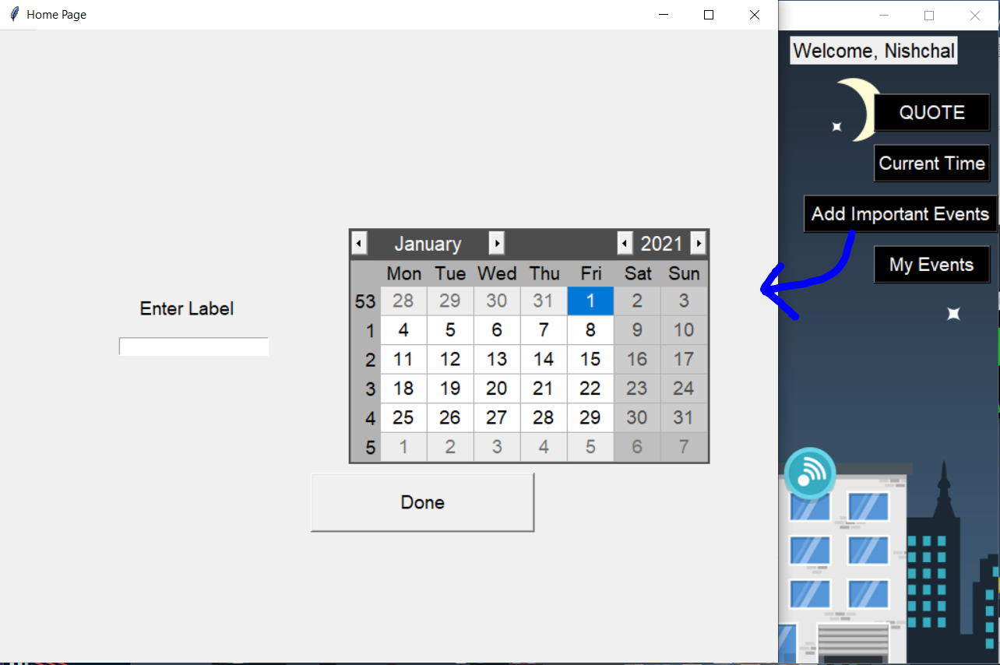 Home Page
Welcome, Nishchal
QUOTE
Current Time
Add Important Events
My Events
January 2021
Mon Tue Wed Thu Fri Sat Sun
53 28 29 30 31 1 2 3
1 4 5 6 7 8 9 10
2 11 12 13 14 15 16 17
3 18 19 20 21 22 23 24
4 25 26 27 28 29 30 31
5 1 2 3 4 5 6 7
Enter Label
Done